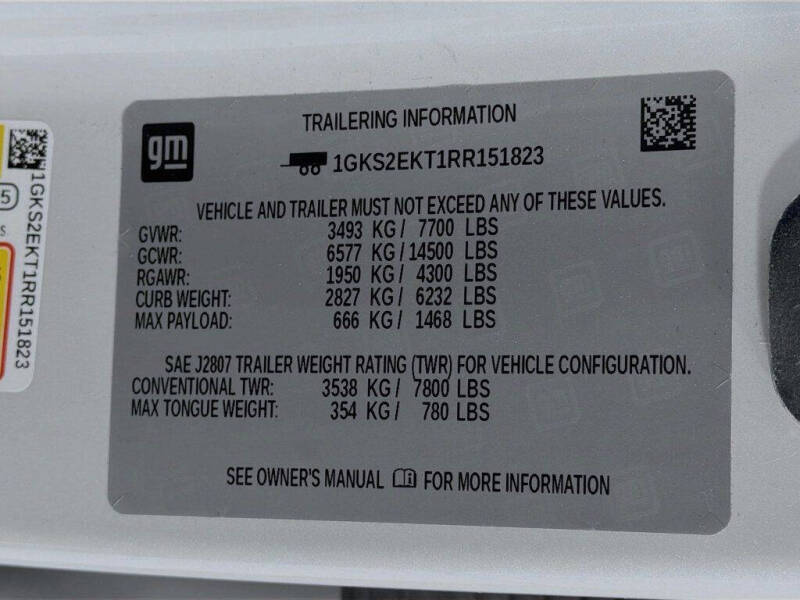 TRAILERING INFORMATION
gm
1GKS2EKT1RR151823
VEHICLE AND TRAILER MUST NOT EXCEED ANY OF THESE VALUES.
GVWR: 3493 KG / 7700 LBS
GCWR: 6577 KG / 14500 LBS
RGAWR: 1950 KG / 4300 LBS
CURB WEIGHT: 2827 KG / 6232 LBS
MAX PAYLOAD: 666 KG / 1468 LBS
SAE J2807 TRAILER WEIGHT RATING (TWR) FOR VEHICLE CONFIGURATION.
CONVENTIONAL TWR: 3538 KG / 7800 LBS
MAX TONGUE WEIGHT: 354 KG / 780 LBS
SEE OWNER'S MANUAL FOR MORE INFORMATION
1GKS2EKT1RR151823